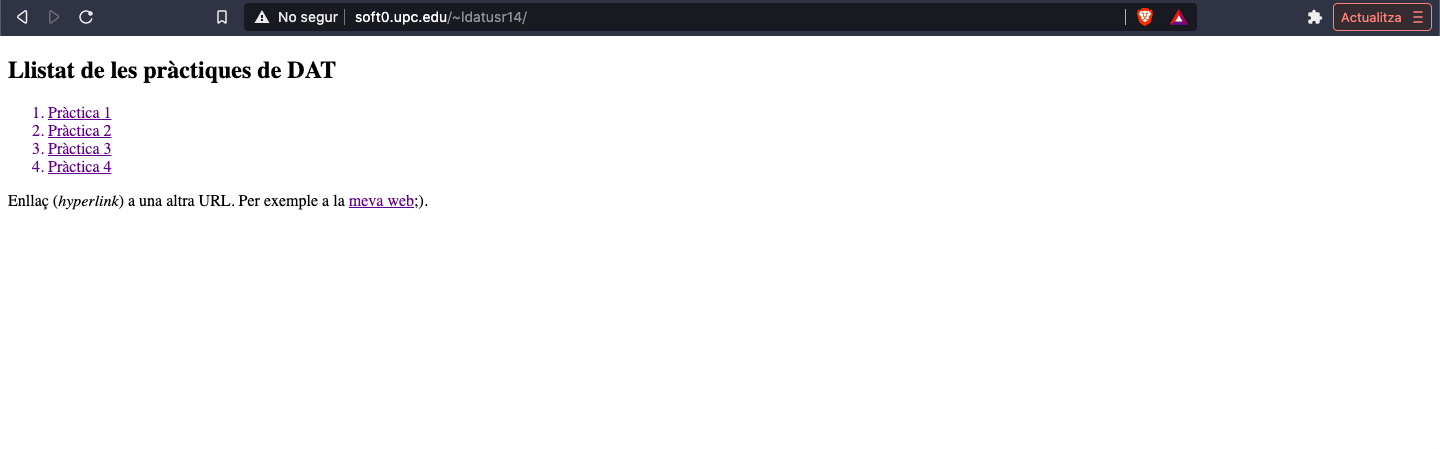 No segur soft0.upc.edu/~ldatusr14/ Actualitza
Llistat de les pràctiques de DAT
1. Pràctica 1
2. Pràctica 2
3. Pràctica 3
4. Pràctica 4
Enllaç (hyperlink) a una altra URL. Per exemple a la meva web;).